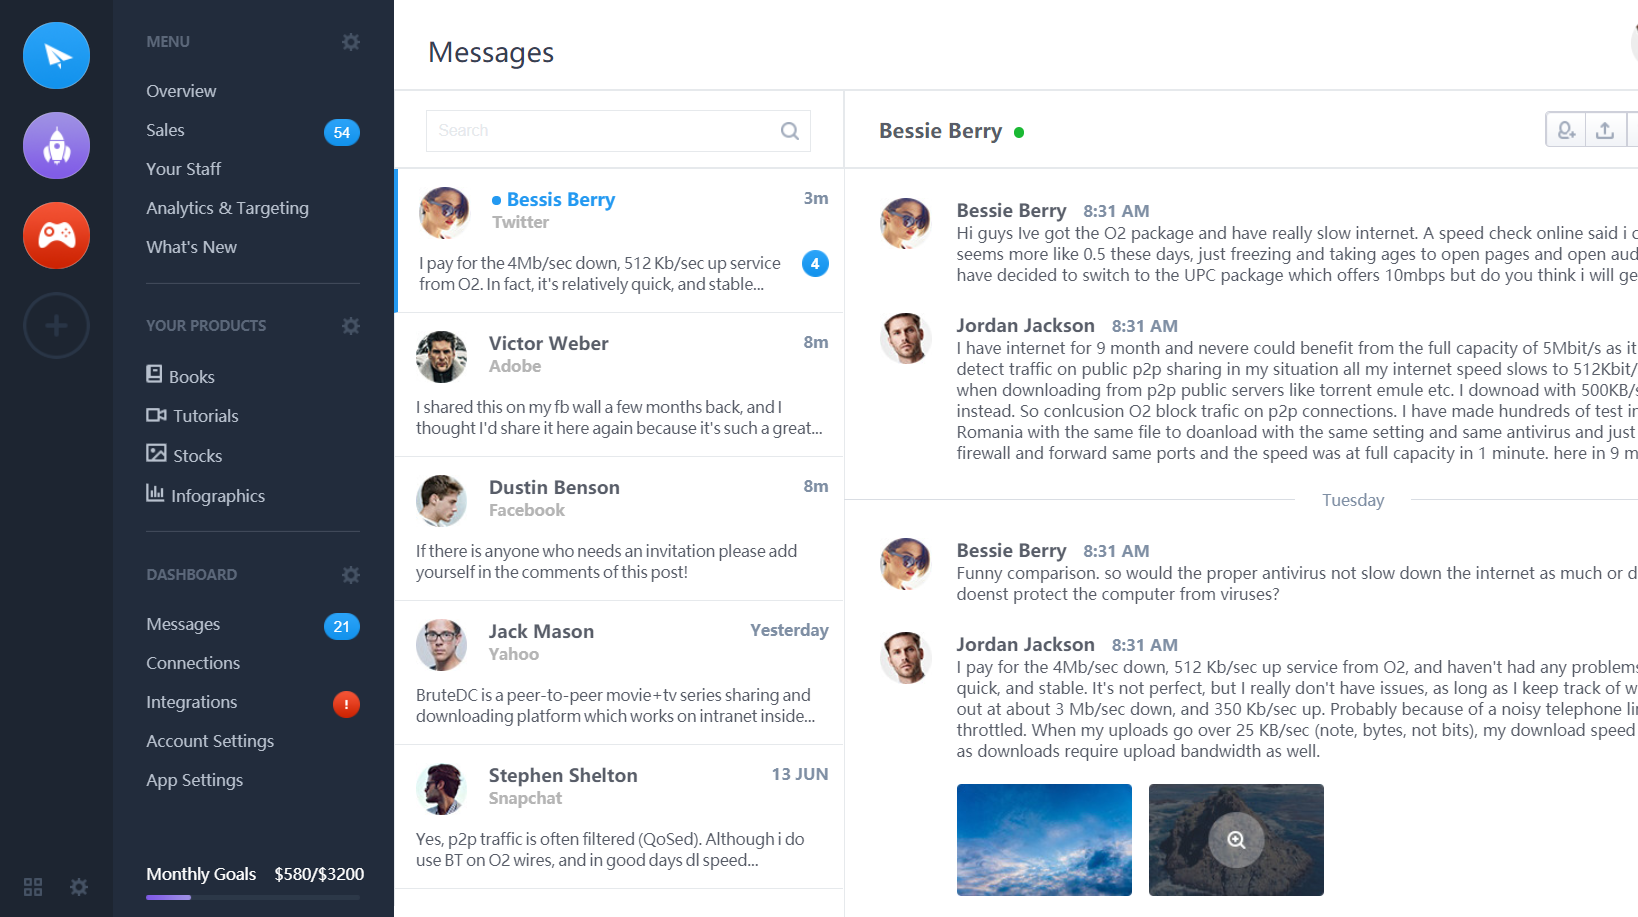 MENU
Overview
Sales 54
Your Staff
Analytics & Targeting
What's New
YOUR PRODUCTS
Books
Tutorials
Stocks
Infographics
DASHBOARD
Messages 21
Connections
Integrations !
Account Settings
App Settings
Monthly Goals $580/$3200
Messages
Search
Bessis Berry 3m
Twitter
I pay for the 4Mb/sec down, 512 Kb/sec up service 4
from O2. In fact, it's relatively quick, and stable...
Victor Weber 8m
Adobe
I shared this on my fb wall a few months back, and I
thought I'd share it here again because it's such a great...
Dustin Benson 8m
Facebook
If there is anyone who needs an invitation please add
yourself in the comments of this post!
Jack Mason Yesterday
Yahoo
BruteDC is a peer-to-peer movie+tv series sharing and
downloading platform which works on intranet inside...
Stephen Shelton 13 JUN
Snapchat
Yes, p2p traffic is often filtered (QoSed). Although i do
use BT on O2 wires, and in good days dl speed...
Bessie Berry
Bessie Berry 8:31 AM
Hi guys Ive got the O2 package and have really slow internet. A speed check online said i
seems more like 0.5 these days, just freezing and taking ages to open pages and open
have decided to switch to the UPC package which offers 10mbps but do you think i will
Jordan Jackson 8:31 AM
I have internet for 9 month and nevere could benefit from the full capacity of 5Mbit/s as it
detect traffic on public p2p sharing in my situation all my internet speed slows to 512Kbit/
when downloading from p2p public servers like torrent emule etc. I downoad with 500KB/s
instead. So conlcusion O2 block trafic on p2p connections. I have made hundreds of test in
Romania with the same file to doanload with the same setting and same antivirus and just
firewall and forward same ports and the speed was at full capacity in 1 minute. here in 9
Tuesday
Bessie Berry 8:31 AM
Funny comparison. so would the proper antivirus not slow down the internet as much or
doenst protect the computer from viruses?
Jordan Jackson 8:31 AM
I pay for the 4Mb/sec down, 512 Kb/sec up service from O2, and haven't had any problems
quick, and stable. It's not perfect, but I really don't have issues, as long as I keep track of
out at about 3 Mb/sec down, and 350 Kb/sec up. Probably because of a noisy telephone
throttled. When my uploads go over 25 KB/sec (note, bytes, not bits), my download speed
as downloads require upload bandwidth as well.